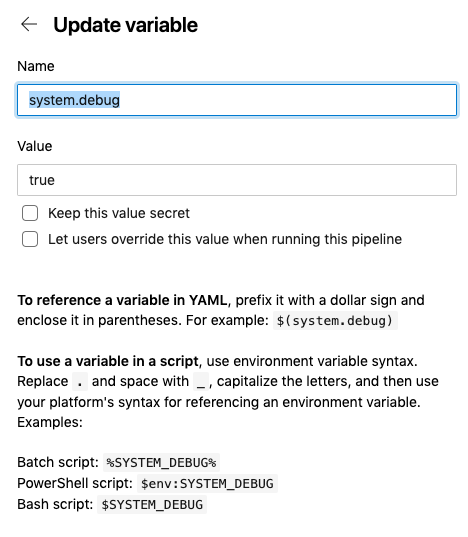 Update variable
Name
system.debug
Value
true
Keep this value secret
Let users override this value when running this pipeline
To reference a variable in YAML, prefix it with a dollar sign and
enclose it in parentheses. For example: $(system.debug)
To use a variable in a script, use environment variable syntax.
Replace . and space with _, capitalize the letters, and then use
your platform's syntax for referencing an environment variable.
Examples:
Batch script: %SYSTEM_DEBUG%
PowerShell script: $env:SYSTEM_DEBUG
Bash script: $SYSTEM_DEBUG